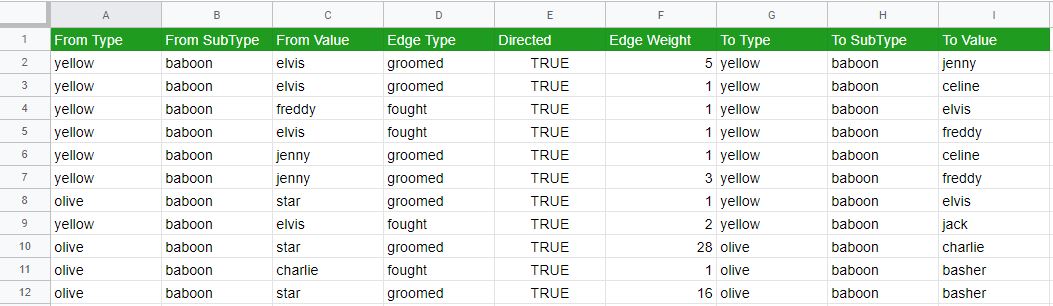 A B C D E F G H I
1 From Type From SubType From Value Edge Type Directed Edge Weight To Type To SubType To Value
2 yellow baboon elvis groomed TRUE 5 yellow baboon jenny
3 yellow baboon elvis groomed TRUE 1 yellow baboon celine
4 yellow baboon freddy fought TRUE 1 yellow baboon elvis
5 yellow baboon elvis fought TRUE 1 yellow baboon freddy
6 yellow baboon jenny groomed TRUE 1 yellow baboon celine
7 yellow baboon jenny groomed TRUE 3 yellow baboon freddy
8 olive baboon star groomed TRUE 1 yellow baboon elvis
9 yellow baboon elvis fought TRUE 2 yellow baboon jack
10 olive baboon star groomed TRUE 28 olive baboon charlie
11 olive baboon charlie fought TRUE 1 olive baboon basher
12 olive baboon star groomed TRUE 16 olive baboon basher